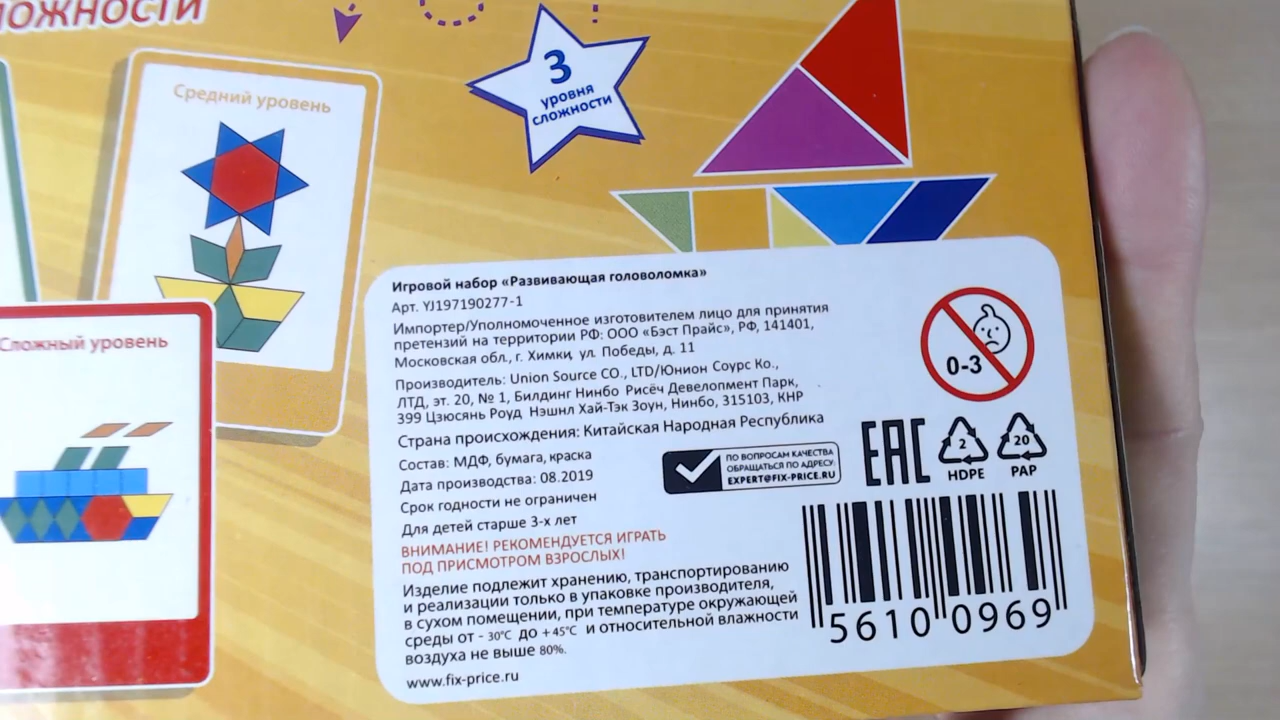 Средний уровень
3
уровня
сложности
Сложный уровень
Игровой набор «Развивающая головоломка»
Арт. YJ197190277-1
Импортер/Уполномоченное изготовителем лицо для принятия
претензий на территории РФ: ООО «Бэст Прайс», РФ, 141401,
Московская обл., г. Химки, ул. Победы, д. 11
Производитель: Union Source CO., LTD/Юнион Соурс Ко.,
ЛТД, эт. 20, № 1, Билдинг Нинбо Рисёч Девелопмент Парк,
399 Цзюсянь Роуд Нэшнл Хай-Тэк Зоун, Нинбо, 315103, КНР
Страна происхождения: Китайская Народная Республика
Состав: МДФ, бумага, краска
Дата производства: 08.2019
Срок годности не ограничен
Для детей старше 3-х лет
ВНИМАНИЕ! РЕКОМЕНДУЕТСЯ ИГРАТЬ
ПОД ПРИСМОТРОМ ВЗРОСЛЫХ!
Изделие подлежит хранению, транспортированию
и реализации только в упаковке производителя,
в сухом помещении, при температуре окружающей
среды от - 30°C до +45°C и относительной влажности
воздуха не выше 80%.
www.fix-price.ru
ПО ВОПРОСАМ КАЧЕСТВА
ОБРАЩАТЬСЯ ПО АДРЕСУ:
EXPERT@FIX-PRICE.RU
0-3
EAC
2
HDPE
20
PAP
5610 0969